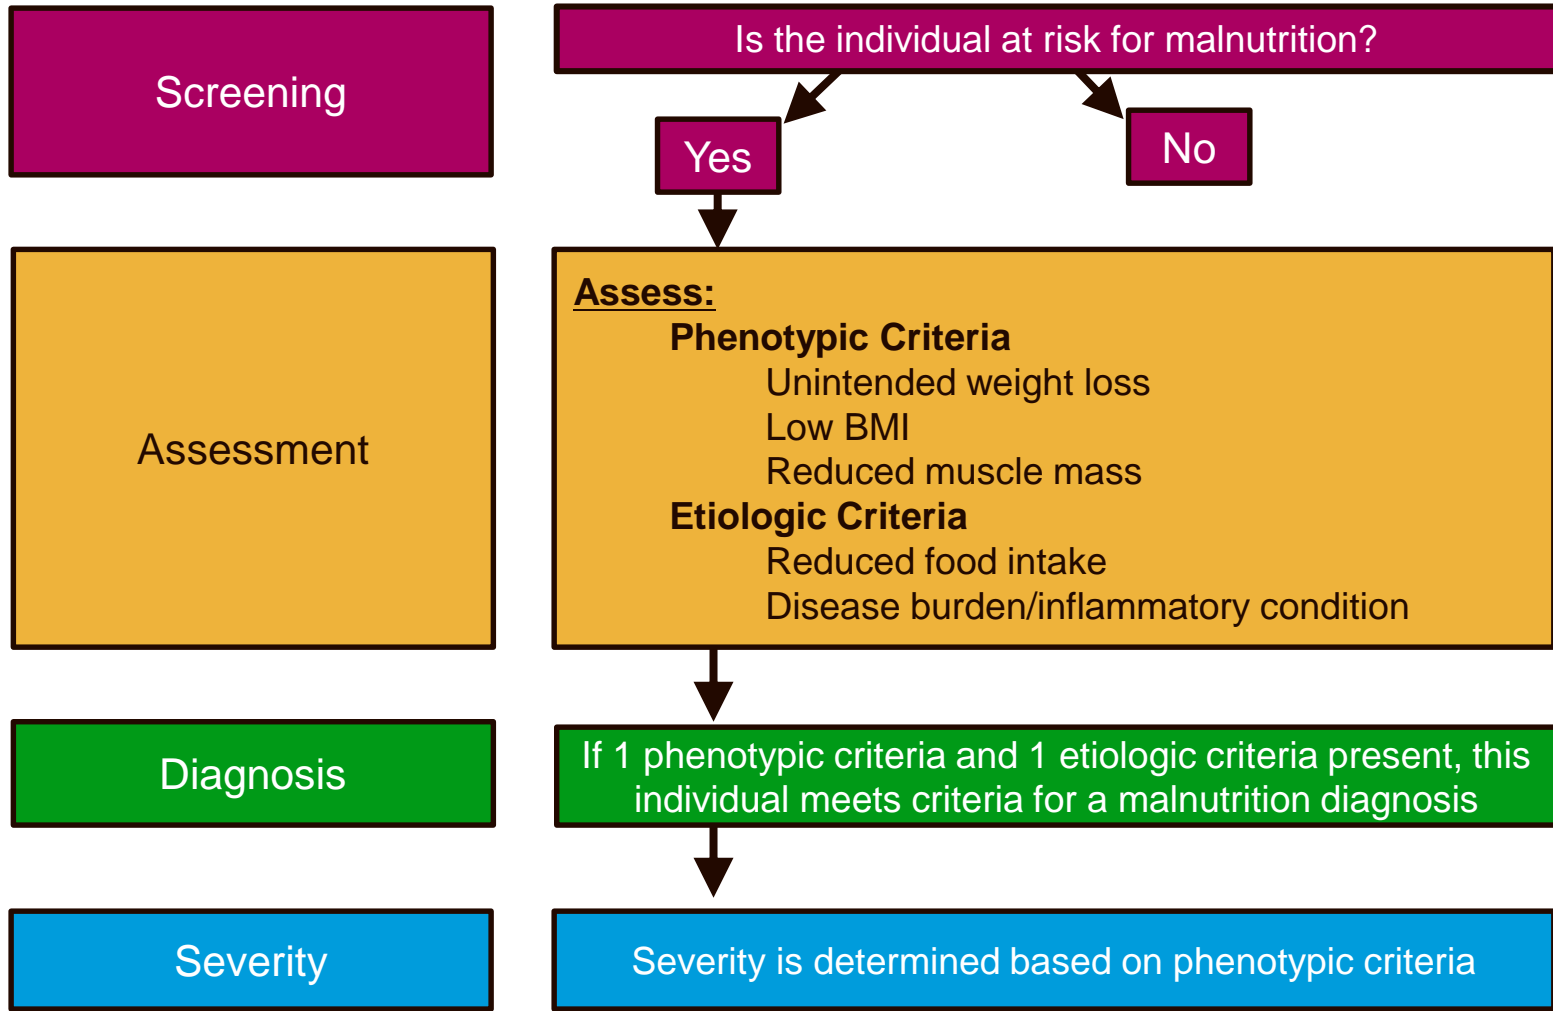 Screening
Is the individual at risk for malnutrition?
Yes
No
Assessment
Assess:
Phenotypic Criteria
Unintended weight loss
Low BMI
Reduced muscle mass
Etiologic Criteria
Reduced food intake
Disease burden/inflammatory condition
Diagnosis
If 1 phenotypic criteria and 1 etiologic criteria present, this
individual meets criteria for a malnutrition diagnosis
Severity
Severity is determined based on phenotypic criteria